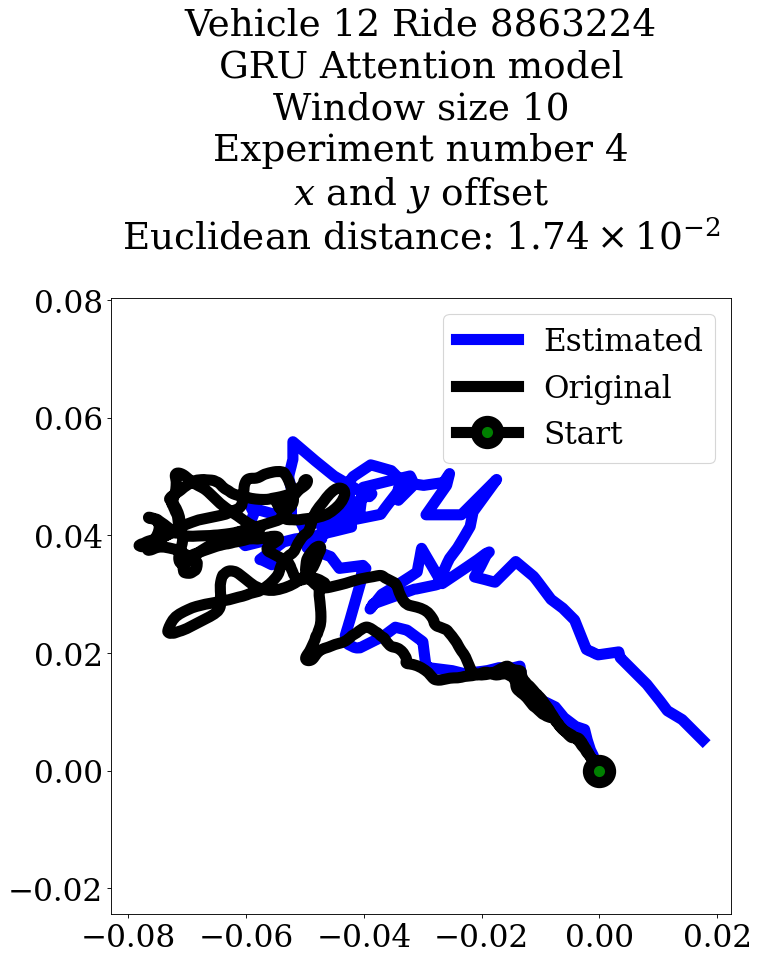 Vehicle 12 Ride 8863224
GRU Attention model
Window size 10
Experiment number 4
x and y offset
Euclidean distance: 1.74 × 10⁻²
0.08
Estimated
Original
Start
0.06
0.04
0.02
0.00
−0.02
−0.08 −0.06 −0.04 −0.02 0.00 0.02